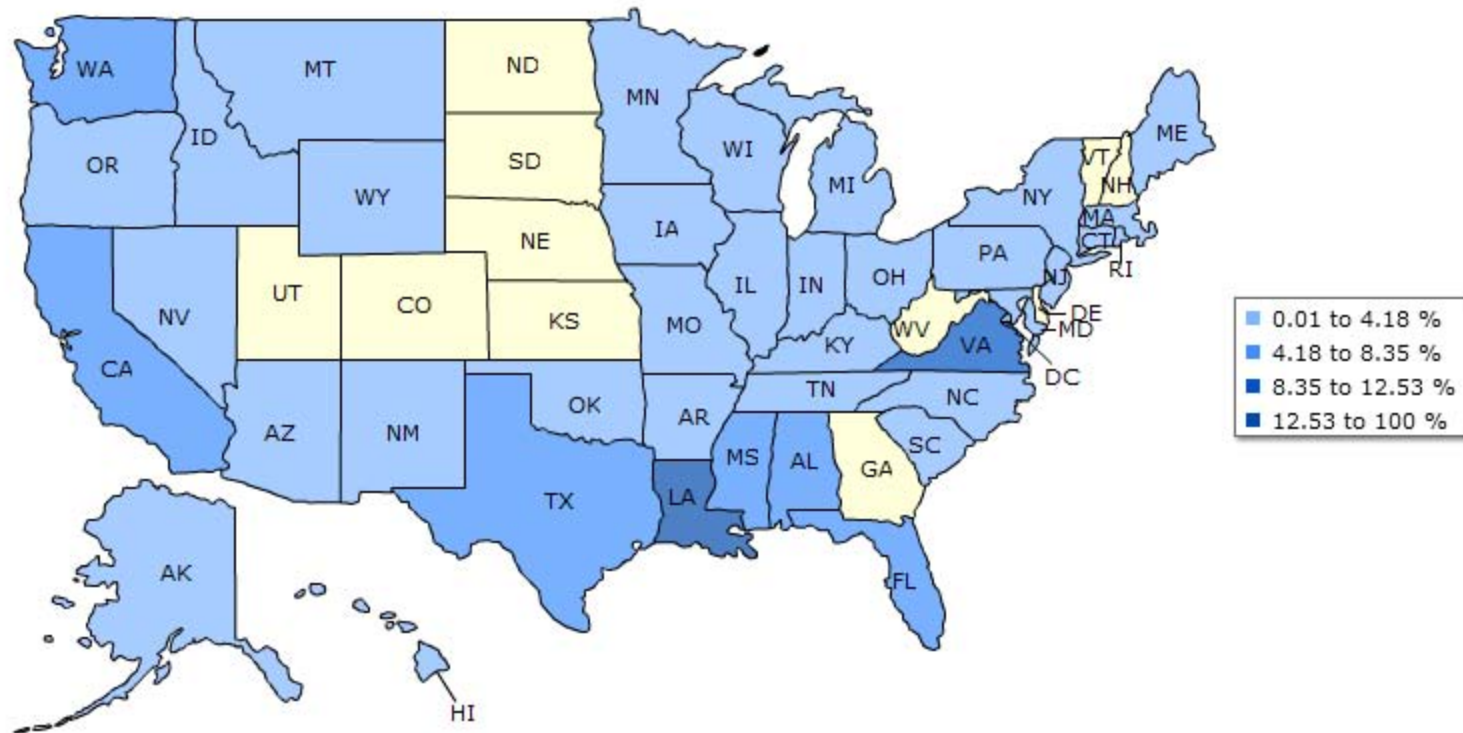 WA
MT
ND
MN
ME
OR
ID
SD
WI
VT
NH
MI
NY
WY
MA
NE
IA
CT
RI
PA
UT
CO
IL
IN
OH
NJ
NV
KS
MO
WV
DE
MD
KY
VA
CA
DC
TN
NC
AZ
NM
OK
AR
SC
MS
AL
GA
TX
LA
FL
AK
HI
0.01 to 4.18 %
4.18 to 8.35 %
8.35 to 12.53 %
12.53 to 100 %